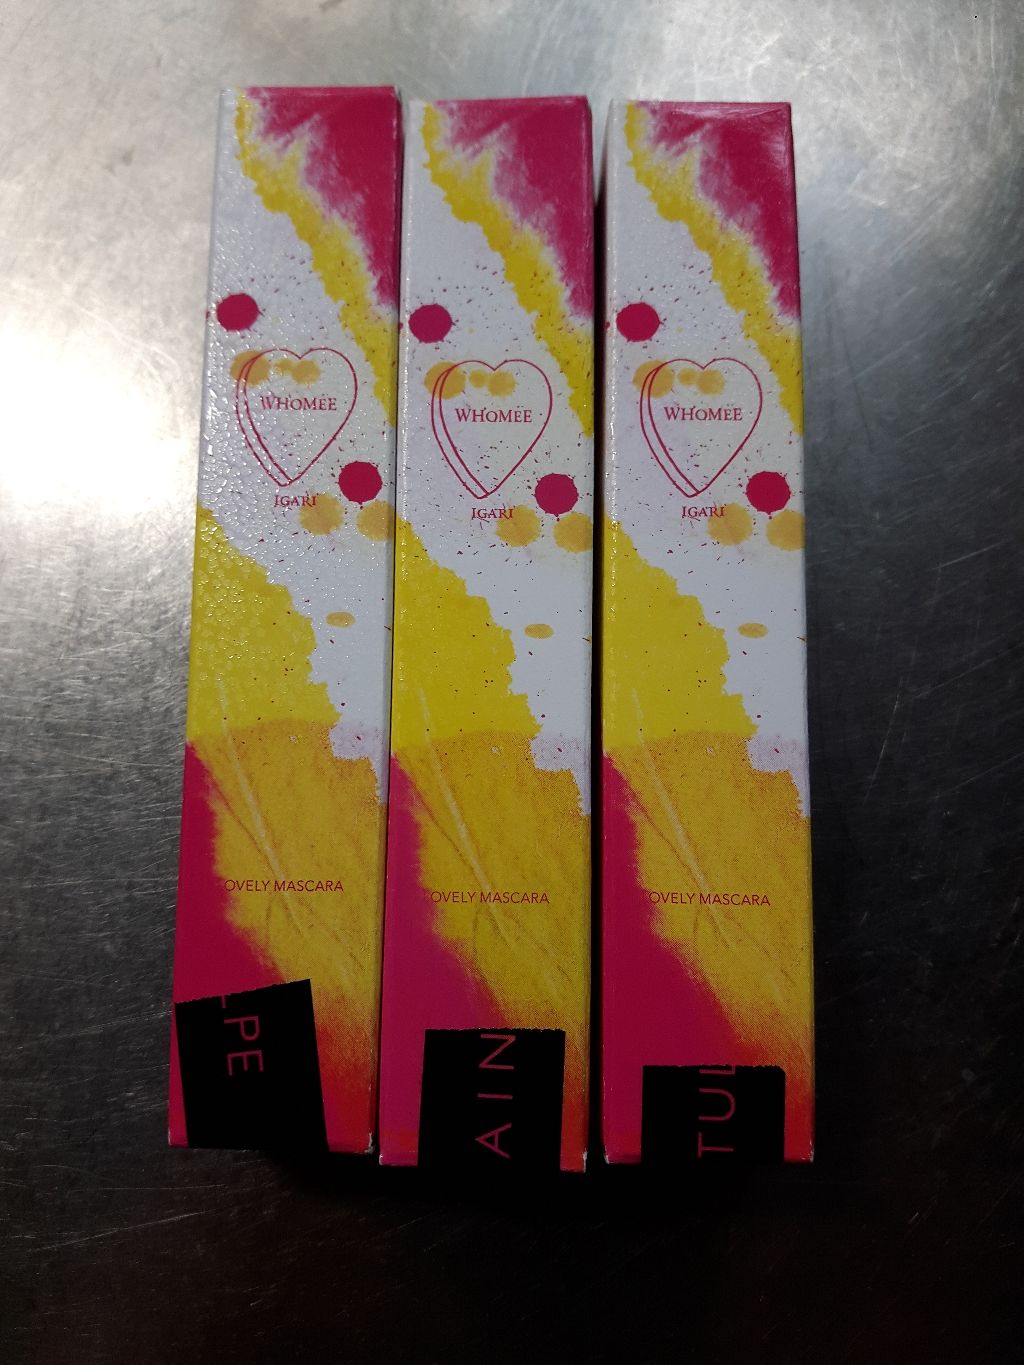 WHOMEE
IGARI
OVELY MASCARA
PE
WHOMEE
IGARI
OVELY MASCARA
AIN
WHOMEE
IGARI
OVELY MASCARA
TUL